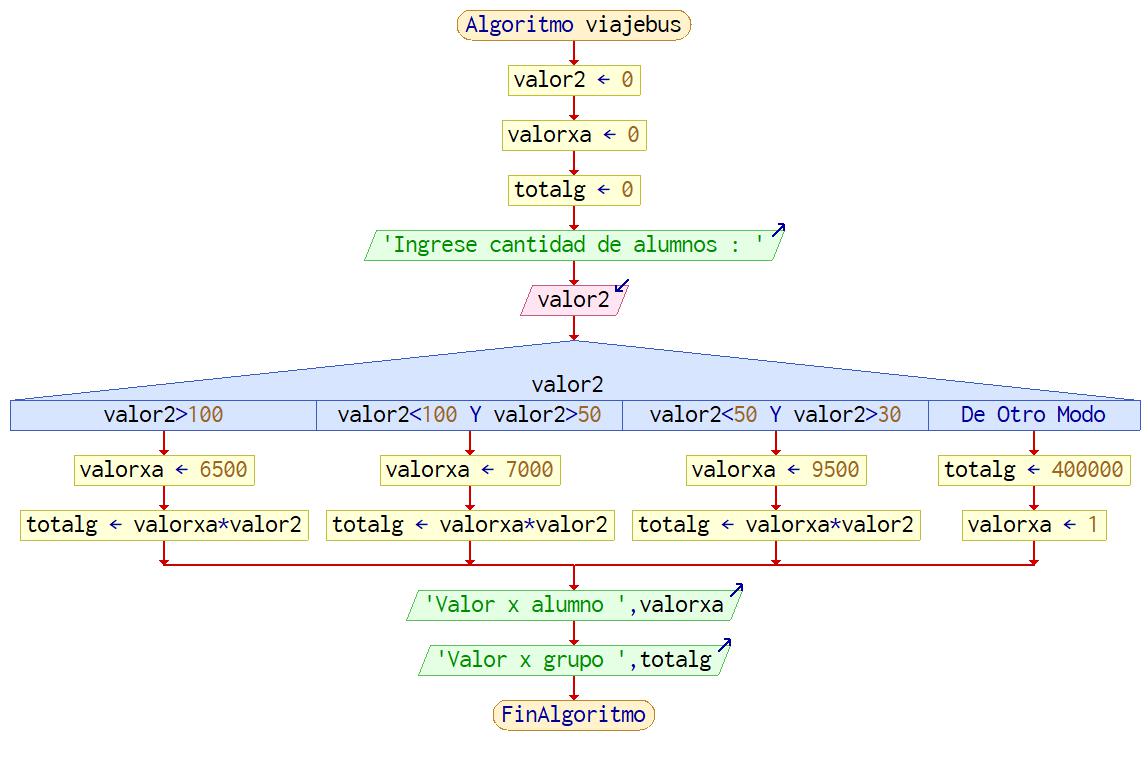 Algoritmo viajebus
valor2 ← 0
valorxa ← 0
totalg ← 0
'Ingrese cantidad de alumnos : '
valor2
valor2
valor2>100
valor2<100 Y valor2>50
valor2<50 Y valor2>30
De Otro Modo
valorxa ← 6500
valorxa ← 7000
valorxa ← 9500
totalg ← 400000
totalg ← valorxa*valor2
totalg ← valorxa*valor2
totalg ← valorxa*valor2
valorxa ← 1
'Valor x alumno ',valorxa
'Valor x grupo ',totalg
FinAlgoritmo